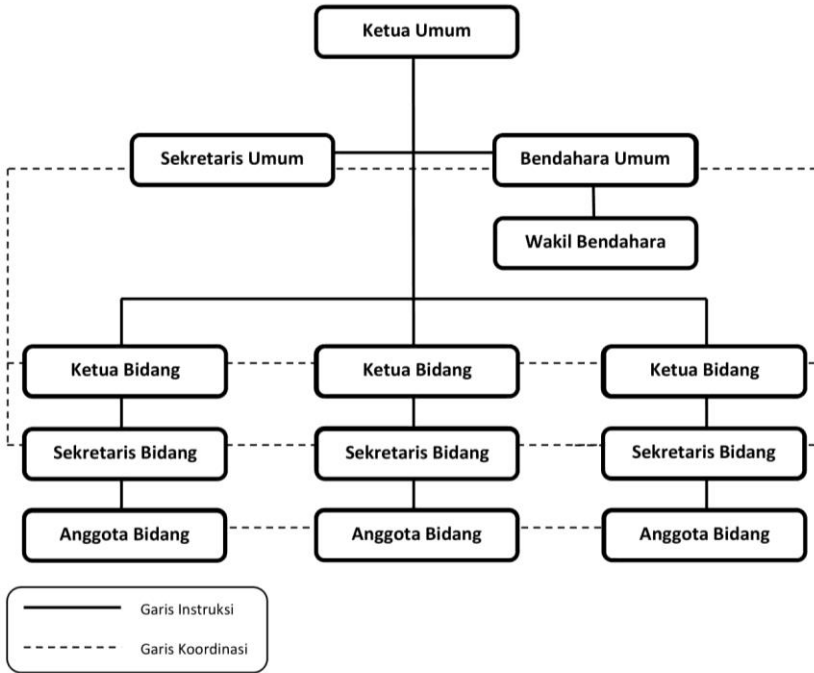 Ketua Umum
Sekretaris Umum
Bendahara Umum
Wakil Bendahara
Ketua Bidang
Ketua Bidang
Ketua Bidang
Sekretaris Bidang
Sekretaris Bidang
Sekretaris Bidang
Anggota Bidang
Anggota Bidang
Anggota Bidang
Garis Instruksi
Garis Koordinasi